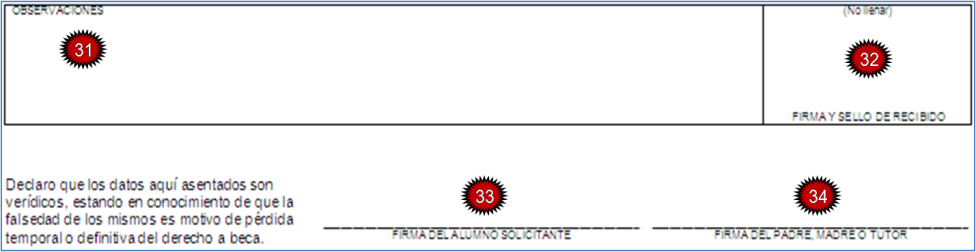 OBSERVACIONES
(No llenar)
31
32
FIRMA Y SELLO DE RECIBIDO
Declaro que los datos aquí asentados son
verídicos, estando en conocimiento de que la
falsedad de los mismos es motivo de pérdida
temporal o definitiva del derecho a beca.
33
34
FIRMA DEL ALUMNO SOLICITANTE
FIRMA DEL PADRE, MADRE O TUTOR